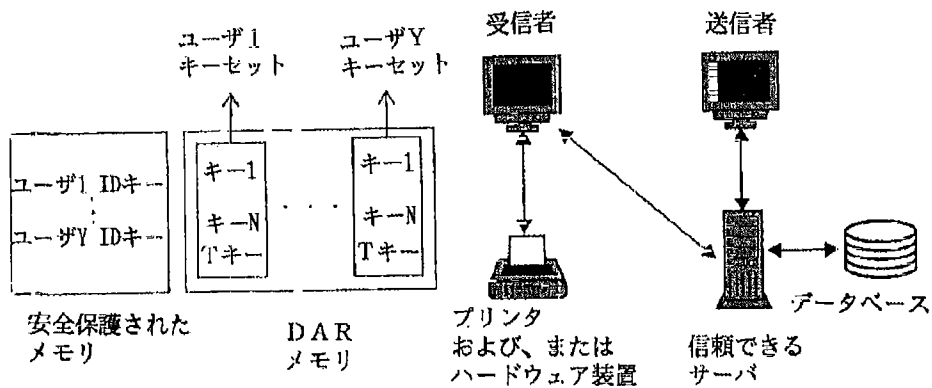 ユーザ1
キーセット
ユーザY
キーセット
受信者
送信者
ユーザ1 IDキー
ユーザY IDキー
キー1
キーN
Tキー
・・・
キー1
キーN
Tキー
安全保護された
メモリ
DAR
メモリ
プリンタ
および、または
ハードウェア装置
信頼できる
サーバ
データベース